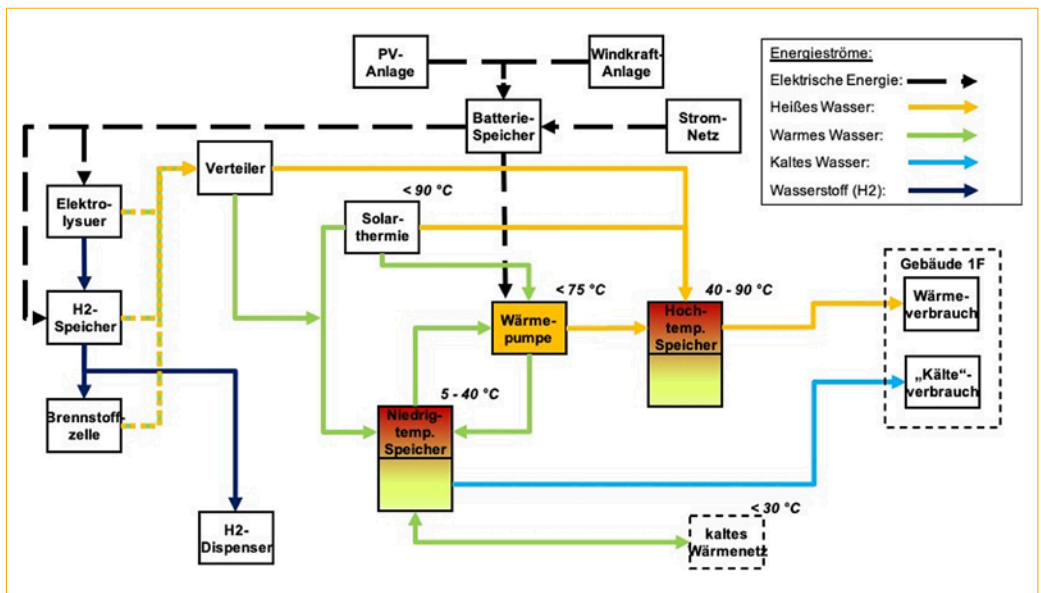 PV-
Anlage
Windkraft-
Anlage
Energieströme:
Elektrische Energie:
Heißes Wasser:
Warmes Wasser:
Kaltes Wasser:
Wasserstoff (H2):
Batterie-
Speicher
Strom-
Netz
Verteiler
< 90 °C
Elektro-
lysuer
Solar-
thermie
Gebäude 1F
Wärme-
verbrauch
„Kälte“-
verbrauch
H2-
Speicher
< 75 °C
Wärme-
pumpe
40 - 90 °C
Hoch-
temp.
Speicher
5 - 40 °C
Niedrig-
temp.
Speicher
Brennstoff-
zelle
H2-
Dispenser
< 30 °C
kaltes
Wärmenetz